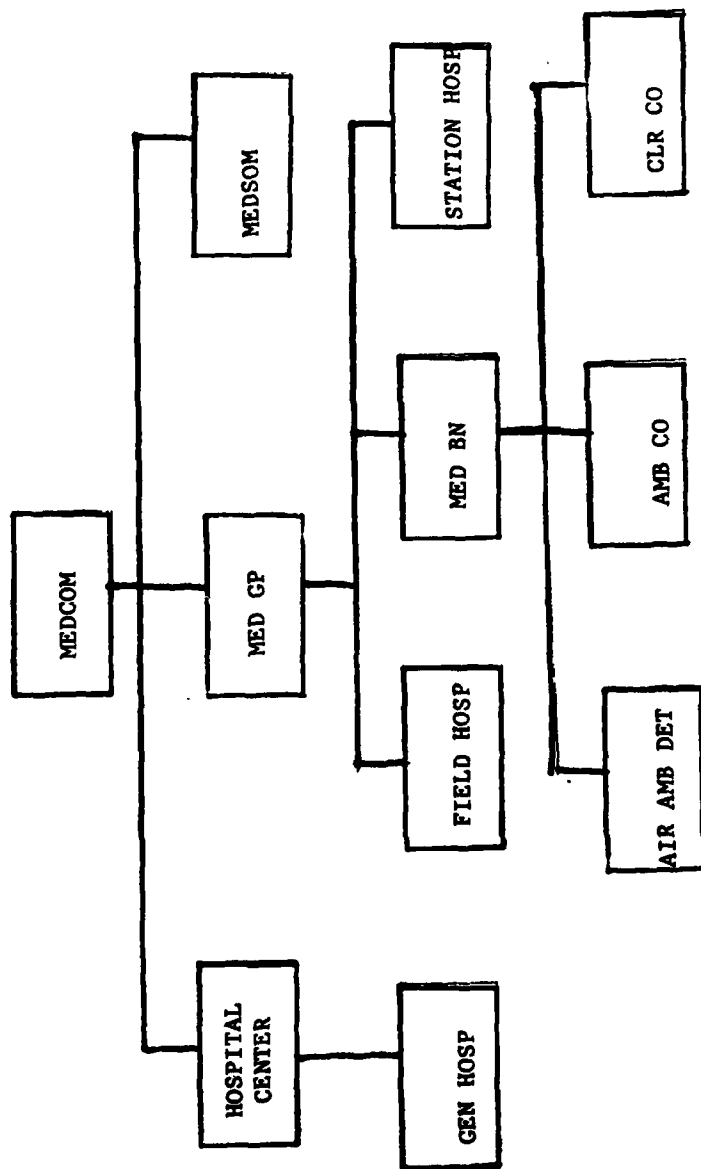 MEDCOM
HOSPITAL
CENTER
MED GP
MEDSOM
GEN HOSP
FIELD HOSP
MED BN
STATION HOSP
AIR AMB DET
AMB CO
CLR CO